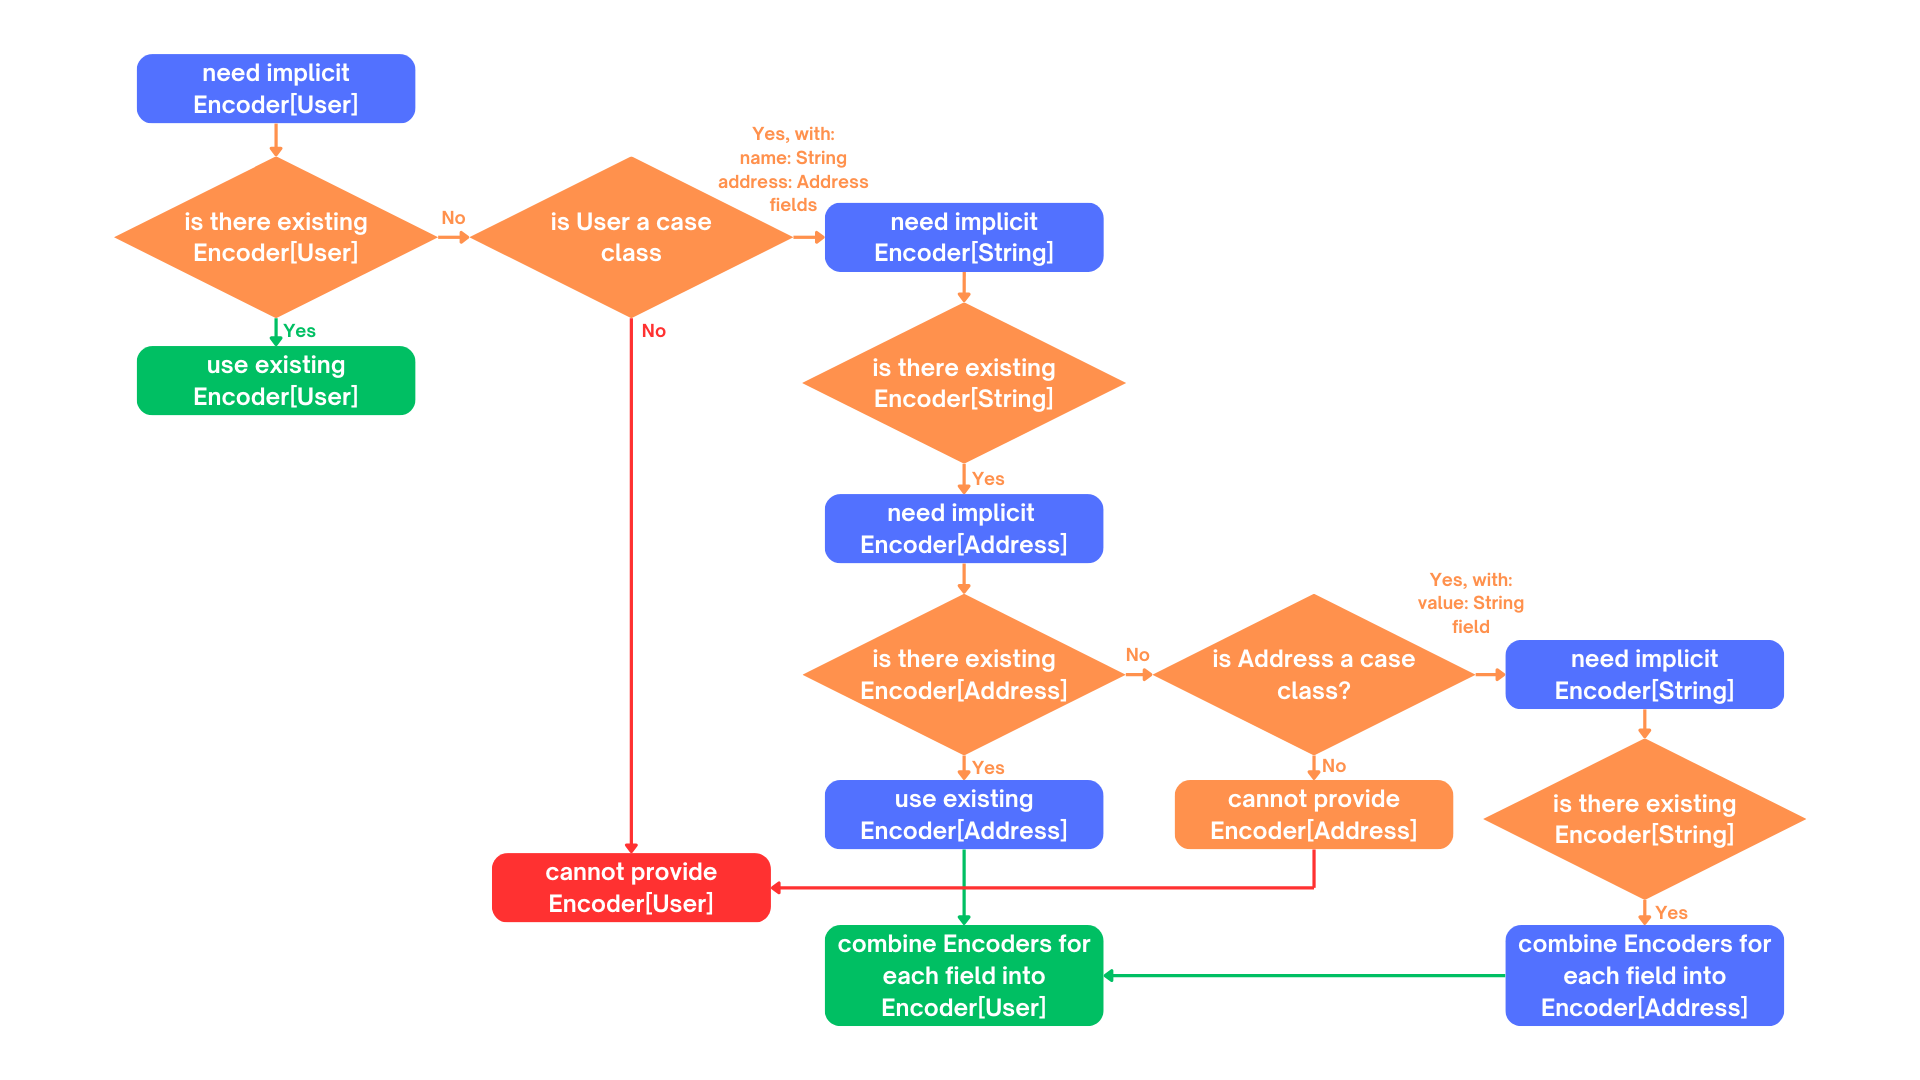 need implicit
Encoder[User]
is there existing
Encoder[User]
No
Yes
use existing
Encoder[User]
is User a case
class
No
Yes, with:
name: String
address: Address
fields
need implicit
Encoder[String]
is there existing
Encoder[String]
Yes
need implicit
Encoder[Address]
is there existing
Encoder[Address]
No
Yes
use existing
Encoder[Address]
is Address a case
class?
No
cannot provide
Encoder[Address]
Yes, with:
value: String
field
need implicit
Encoder[String]
is there existing
Encoder[String]
Yes
cannot provide
Encoder[User]
combine Encoders for
each field into
Encoder[User]
combine Encoders for
each field into
Encoder[Address]